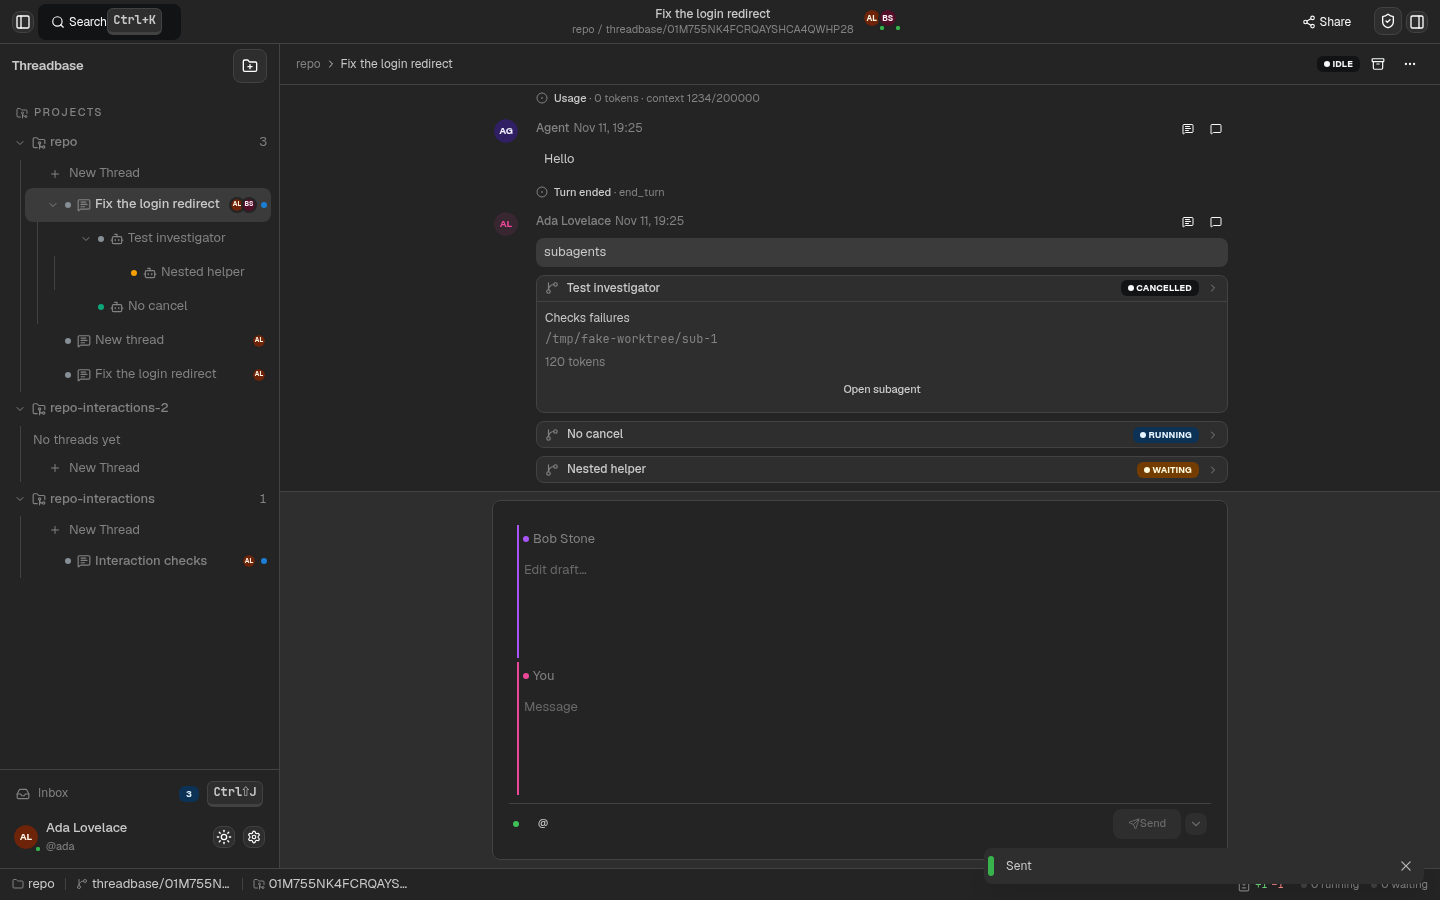 Search Ctrl+K
Fix the login redirect
repo / threadbase/01M755NK4FCRQAYSHCA4QWHP28
AL BS
Share
Threadbase
PROJECTS
repo 3
New Thread
Fix the login redirect AL BS
Test investigator
Nested helper
No cancel
New thread AL
Fix the login redirect AL
repo-interactions-2
No threads yet
New Thread
repo-interactions 1
New Thread
Interaction checks AL
Inbox 3 Ctrl⇧J
AL Ada Lovelace
@ada
repo > Fix the login redirect
IDLE
Usage · 0 tokens · context 1234/200000
AG Agent Nov 11, 19:25
Hello
Turn ended · end_turn
AL Ada Lovelace Nov 11, 19:25
subagents
Test investigator CANCELLED
Checks failures
/tmp/fake-worktree/sub-1
120 tokens
Open subagent
No cancel RUNNING
Nested helper WAITING
Bob Stone
Edit draft…
You
Message
@ Send
Sent
repo threadbase/01M755N… 01M755NK4FCRQAYS…
+1 −1 0 running 0 waiting